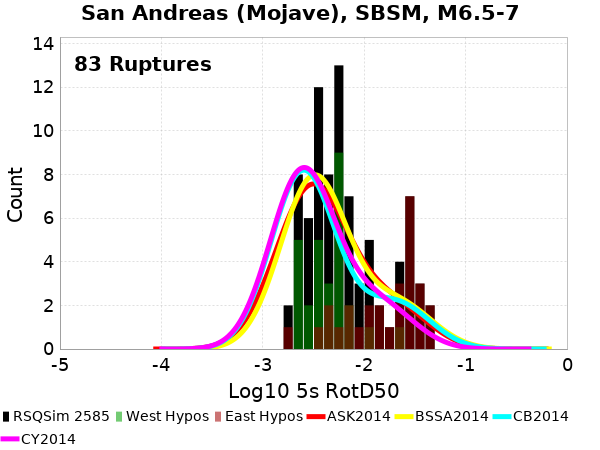 San Andreas (Mojave), SBSM, M6.5-7
83 Ruptures
14
12
10
8
6
4
2
0
Count
-5
-4
-3
-2
-1
0
Log10 5s RotD50
RSQSim 2585 West Hypos East Hypos ASK2014 BSSA2014 CB2014
CY2014